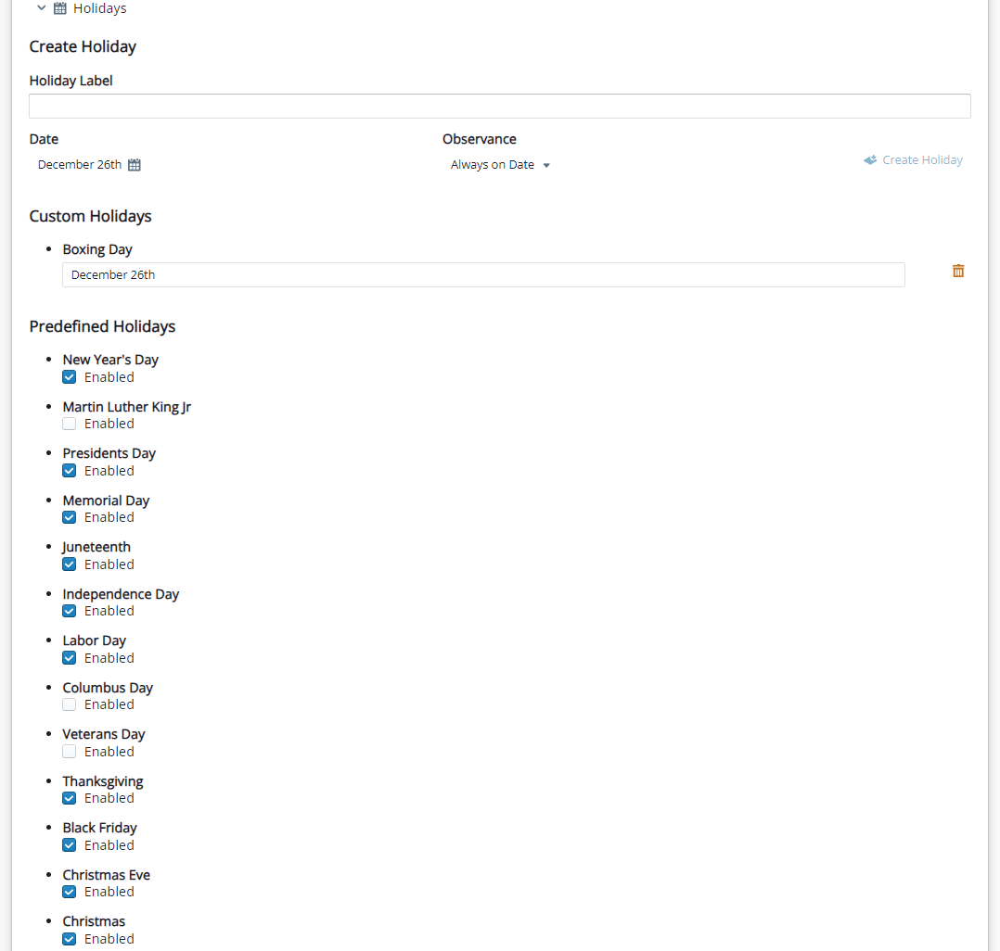 Holidays
Create Holiday
Holiday Label
Date
Observance
December 26th
Always on Date
Create Holiday
Custom Holidays
Boxing Day
December 26th
Predefined Holidays
New Year's Day
Enabled
Martin Luther King Jr
Enabled
Presidents Day
Enabled
Memorial Day
Enabled
Juneteenth
Enabled
Independence Day
Enabled
Labor Day
Enabled
Columbus Day
Enabled
Veterans Day
Enabled
Thanksgiving
Enabled
Black Friday
Enabled
Christmas Eve
Enabled
Christmas
Enabled